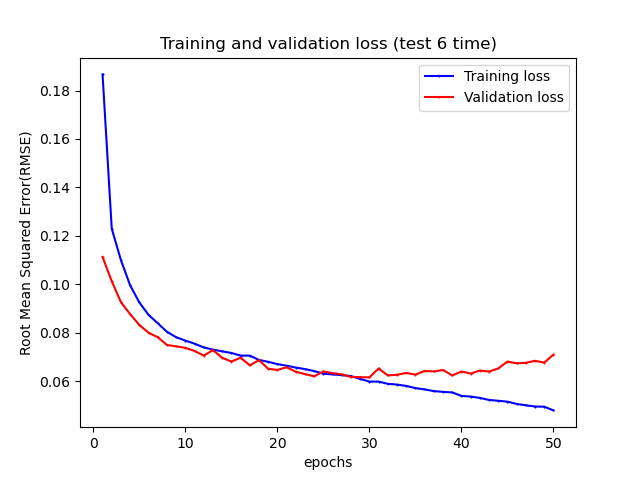 Training and validation loss (test 6 time)
Training loss
Validation loss
Root Mean Squared Error(RMSE)
0.18
0.16
0.14
0.12
0.10
0.08
0.06
0 10 20 30 40 50
epochs